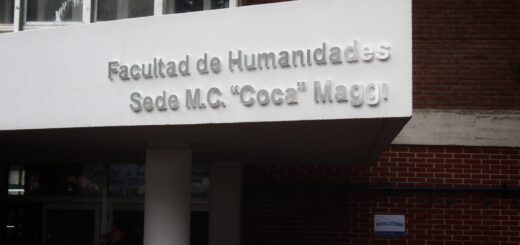 Facultad de Humanidades
Sede M.C. "Coca" Maggi